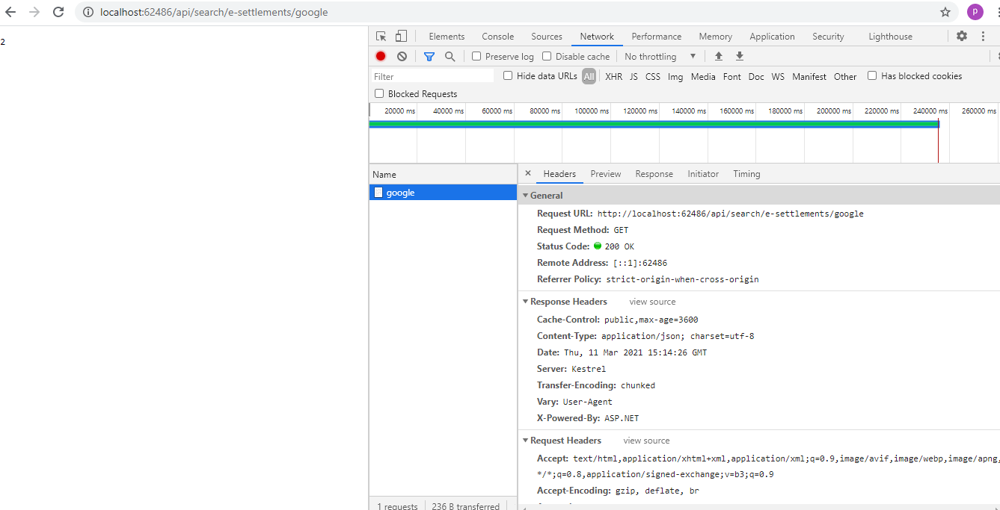 localhost:62486/api/search/e-settlements/google
P
2
Elements Console Sources Network Performance Memory Application Security Lighthouse
Preserve log Disable cache No throttling
Filter Hide data URLs All XHR JS CSS Img Media Font Doc WS Manifest Other Has blocked cookies
Blocked Requests
20000 ms 40000 ms 60000 ms 80000 ms 100000 ms 120000 ms 140000 ms 160000 ms 180000 ms 200000 ms 220000 ms 240000 ms 260000 ms
Name
google
× Headers Preview Response Initiator Timing
General
Request URL: http://localhost:62486/api/search/e-settlements/google
Request Method: GET
Status Code: 200 OK
Remote Address: [::1]:62486
Referrer Policy: strict-origin-when-cross-origin
Response Headers view source
Cache-Control: public,max-age=3600
Content-Type: application/json; charset=utf-8
Date: Thu, 11 Mar 2021 15:14:26 GMT
Server: Kestrel
Transfer-Encoding: chunked
Vary: User-Agent
X-Powered-By: ASP.NET
Request Headers view source
Accept: text/html,application/xhtml+xml,application/xml;q=0.9,image/avif,image/webp,image/apng,
*/*;q=0.8,application/signed-exchange;v=b3;q=0.9
Accept-Encoding: gzip, deflate, br
1 requests 236 B transferred